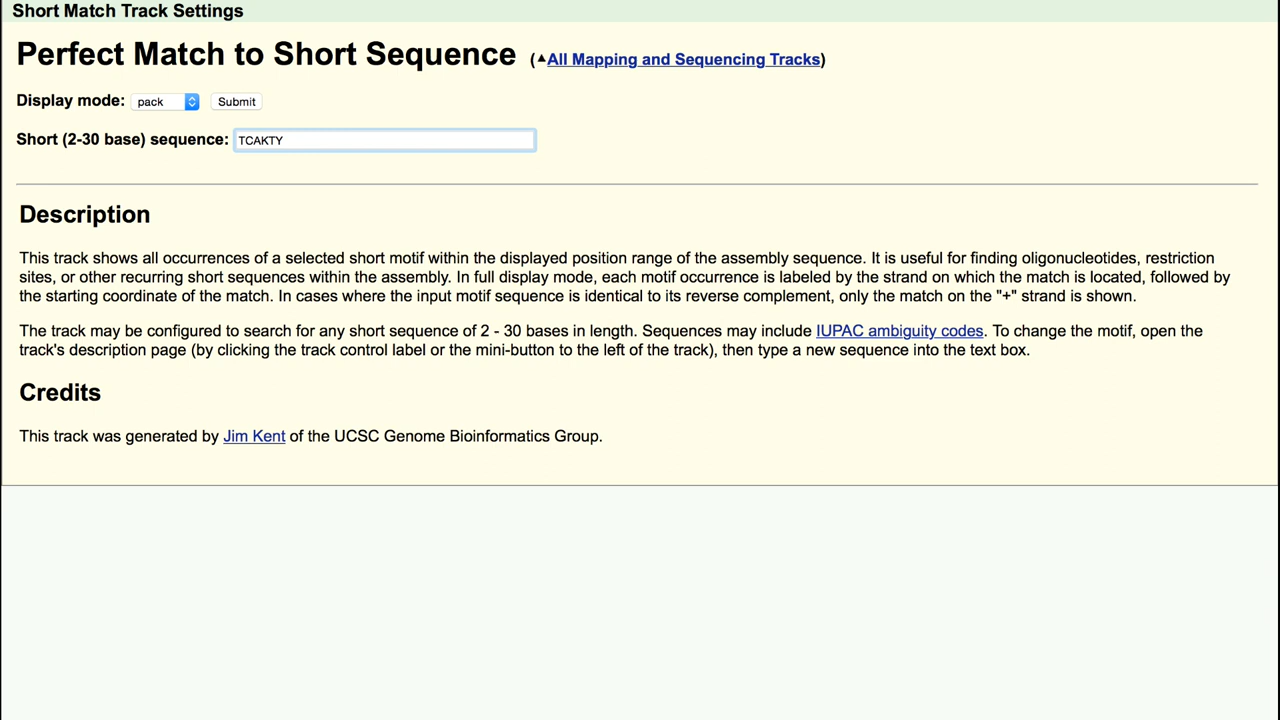 Short Match Track Settings
Perfect Match to Short Sequence (▲All Mapping and Sequencing Tracks)
Display mode: pack Submit
Short (2-30 base) sequence: TCAKTY
Description
This track shows all occurrences of a selected short motif within the displayed position range of the assembly sequence. It is useful for finding oligonucleotides, restriction
sites, or other recurring short sequences within the assembly. In full display mode, each motif occurrence is labeled by the strand on which the match is located, followed by
the starting coordinate of the match. In cases where the input motif sequence is identical to its reverse complement, only the match on the "+" strand is shown.
The track may be configured to search for any short sequence of 2 - 30 bases in length. Sequences may include IUPAC ambiguity codes. To change the motif, open the
track's description page (by clicking the track control label or the mini-button to the left of the track), then type a new sequence into the text box.
Credits
This track was generated by Jim Kent of the UCSC Genome Bioinformatics Group.